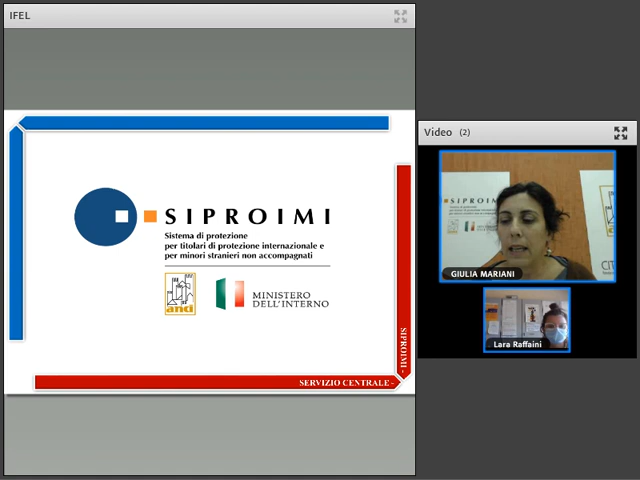 IFEL
SIPROIMI
Sistema di protezione
per titolari di protezione internazionale e
per minori stranieri non accompagnati
anci
MINISTERO
DELL'INTERNO
SIPROIMI -
SERVIZIO CENTRALE -
Video (2)
GIULIA MARIANI
Lara Raffaini